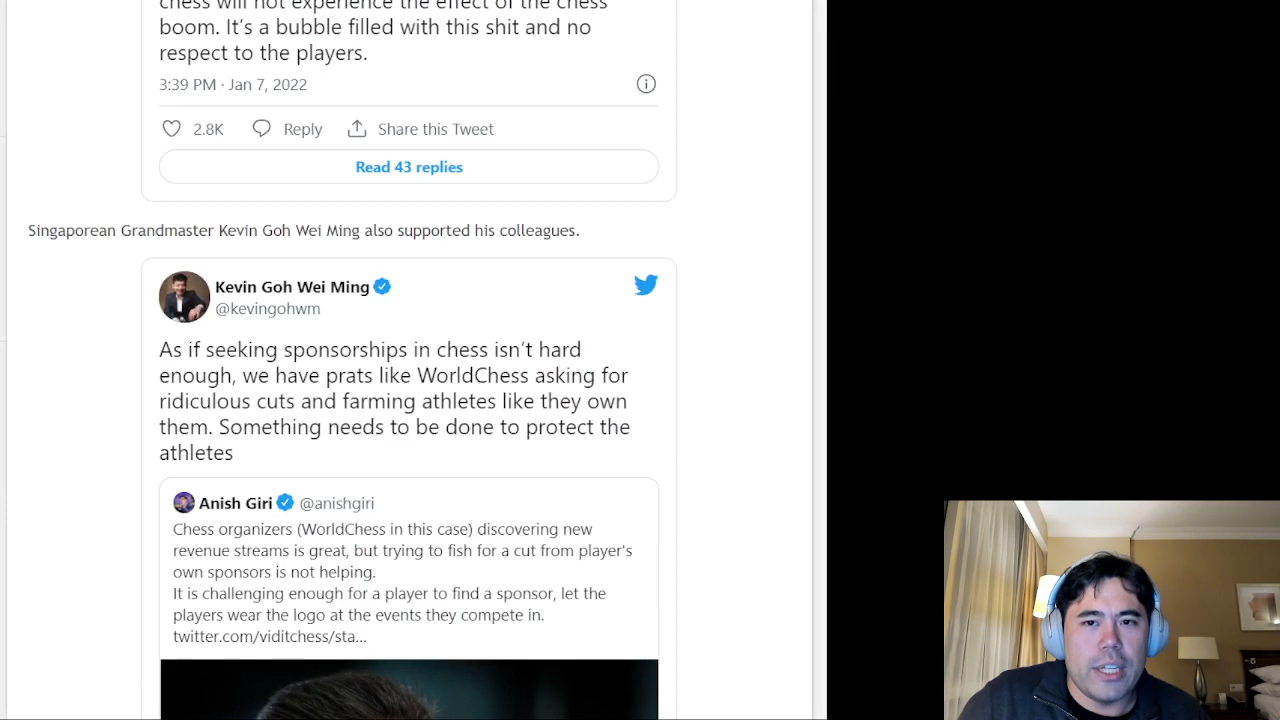 chess will not experience the effect of the chess
boom. It’s a bubble filled with this shit and no
respect to the players.
3:39 PM · Jan 7, 2022
2.8K Reply Share this Tweet
Read 43 replies
Singaporean Grandmaster Kevin Goh Wei Ming also supported his colleagues.
Kevin Goh Wei Ming
@kevingohwm
As if seeking sponsorships in chess isn’t hard
enough, we have prats like WorldChess asking for
ridiculous cuts and farming athletes like they own
them. Something needs to be done to protect the
athletes
Anish Giri @anishgiri
Chess organizers (WorldChess in this case) discovering new
revenue streams is great, but trying to fish for a cut from player's
own sponsors is not helping.
It is challenging enough for a player to find a sponsor, let the
players wear the logo at the events they compete in.
twitter.com/viditchess/sta...